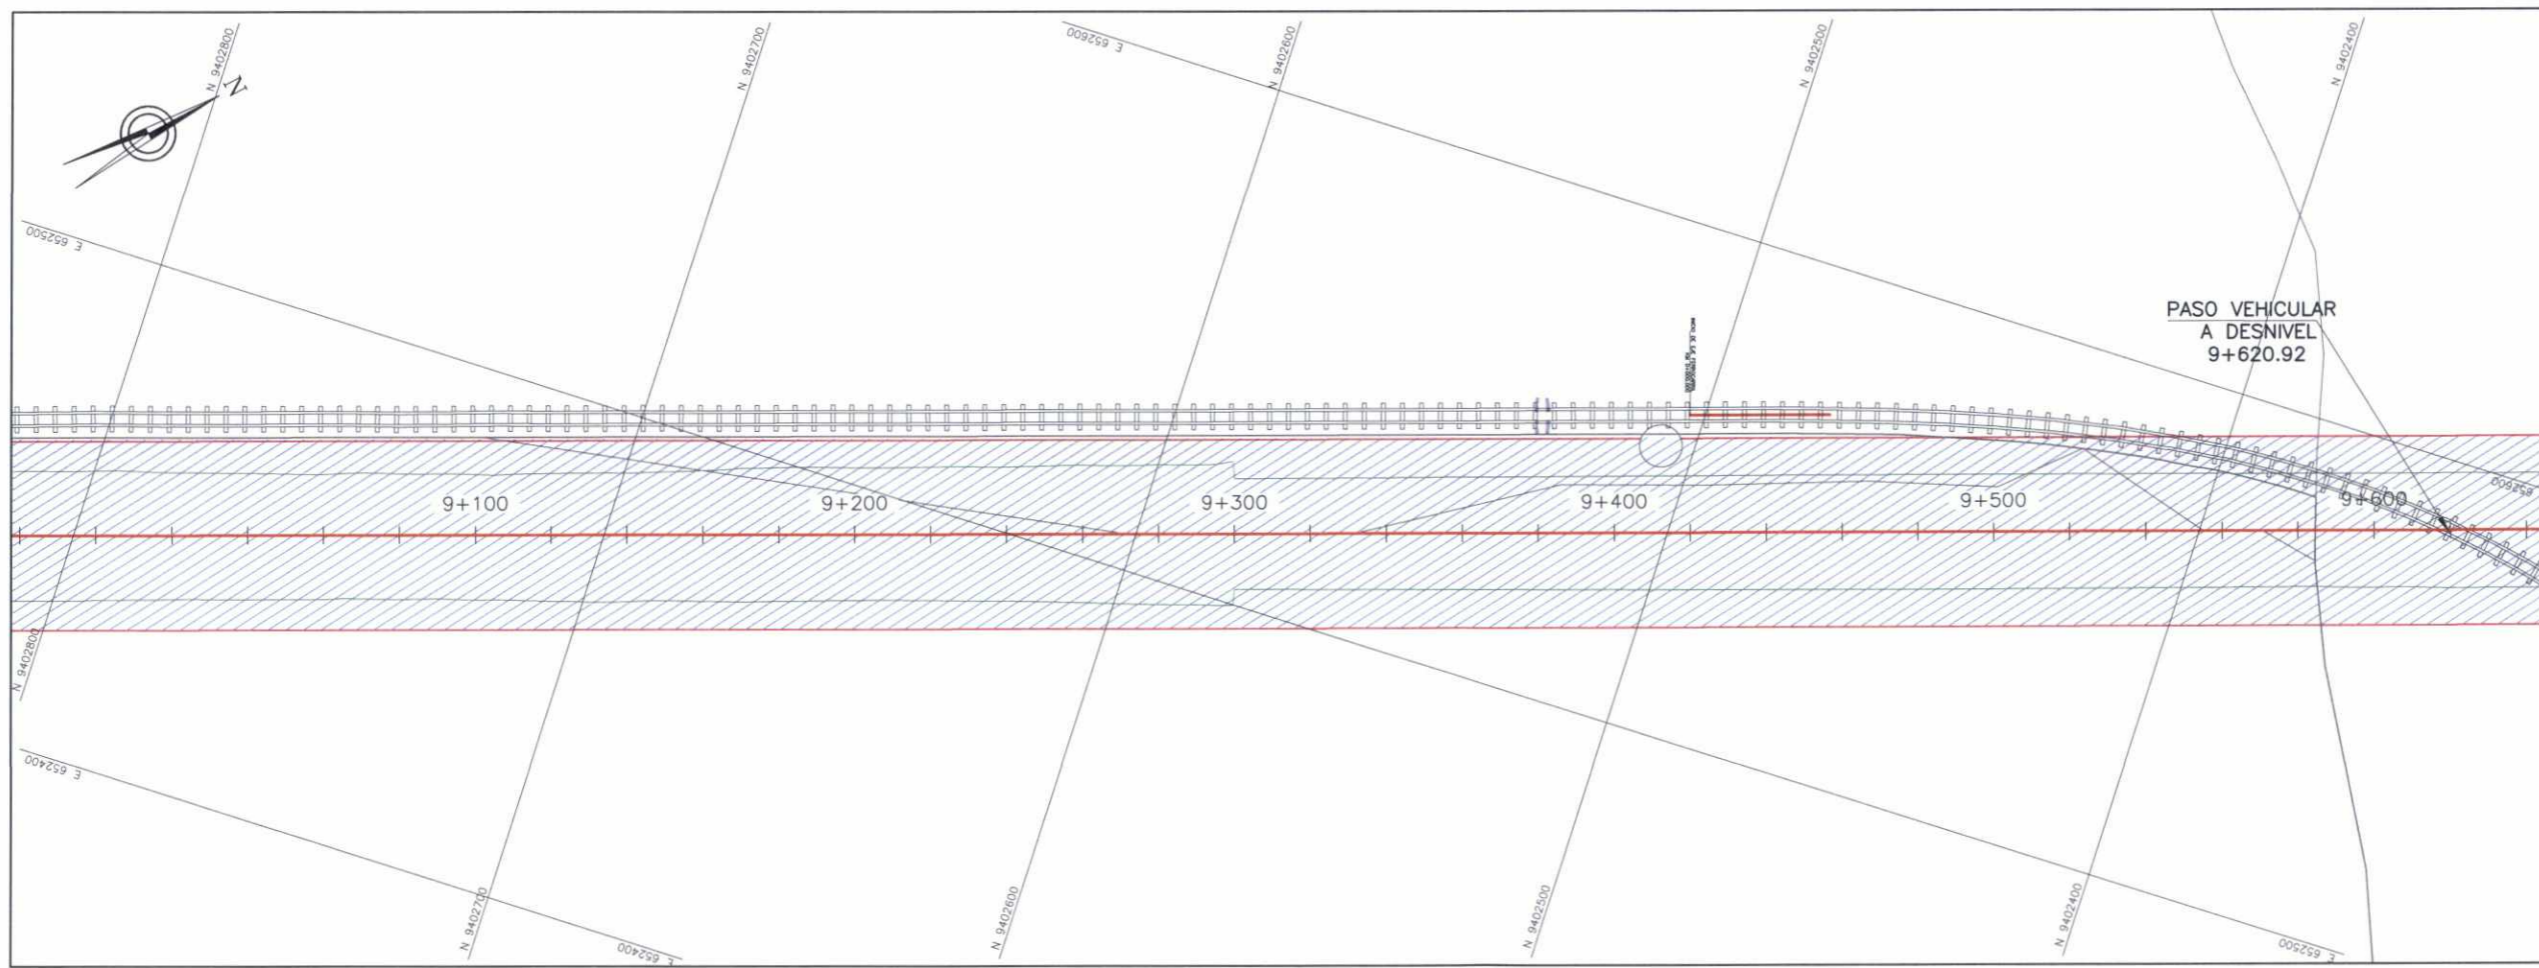 N 9402800
N 9402700
E 652600
N 9402600
N 9402500
N 9402400
N
E 652500
PASO VEHICULAR
A DESNIVEL
9+620.92
9+100
9+200
9+300
9+400
9+500
9+600
652600
N 9402800
E 652400
N 9402700
E 652400
N 9402600
N 9402500
N 9402400
E 652500